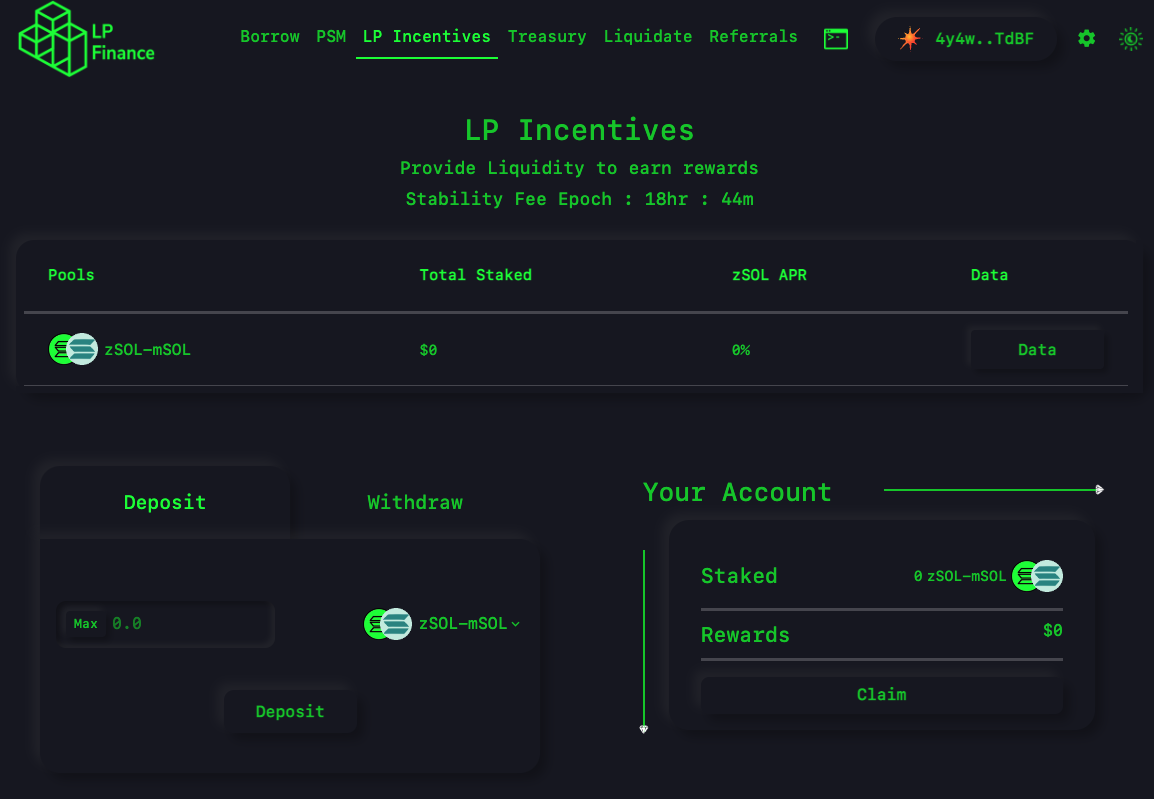 LP
Finance
Borrow PSM LP Incentives Treasury Liquidate Referrals
4y4w..TdBF
LP Incentives
Provide Liquidity to earn rewards
Stability Fee Epoch : 18hr : 44m
Pools Total Staked zSOL APR Data
zSOL-mSOL $0 0% Data
Deposit Withdraw
Max 0.0 zSOL-mSOL
Deposit
Your Account
Staked 0 zSOL-mSOL
Rewards $0
Claim